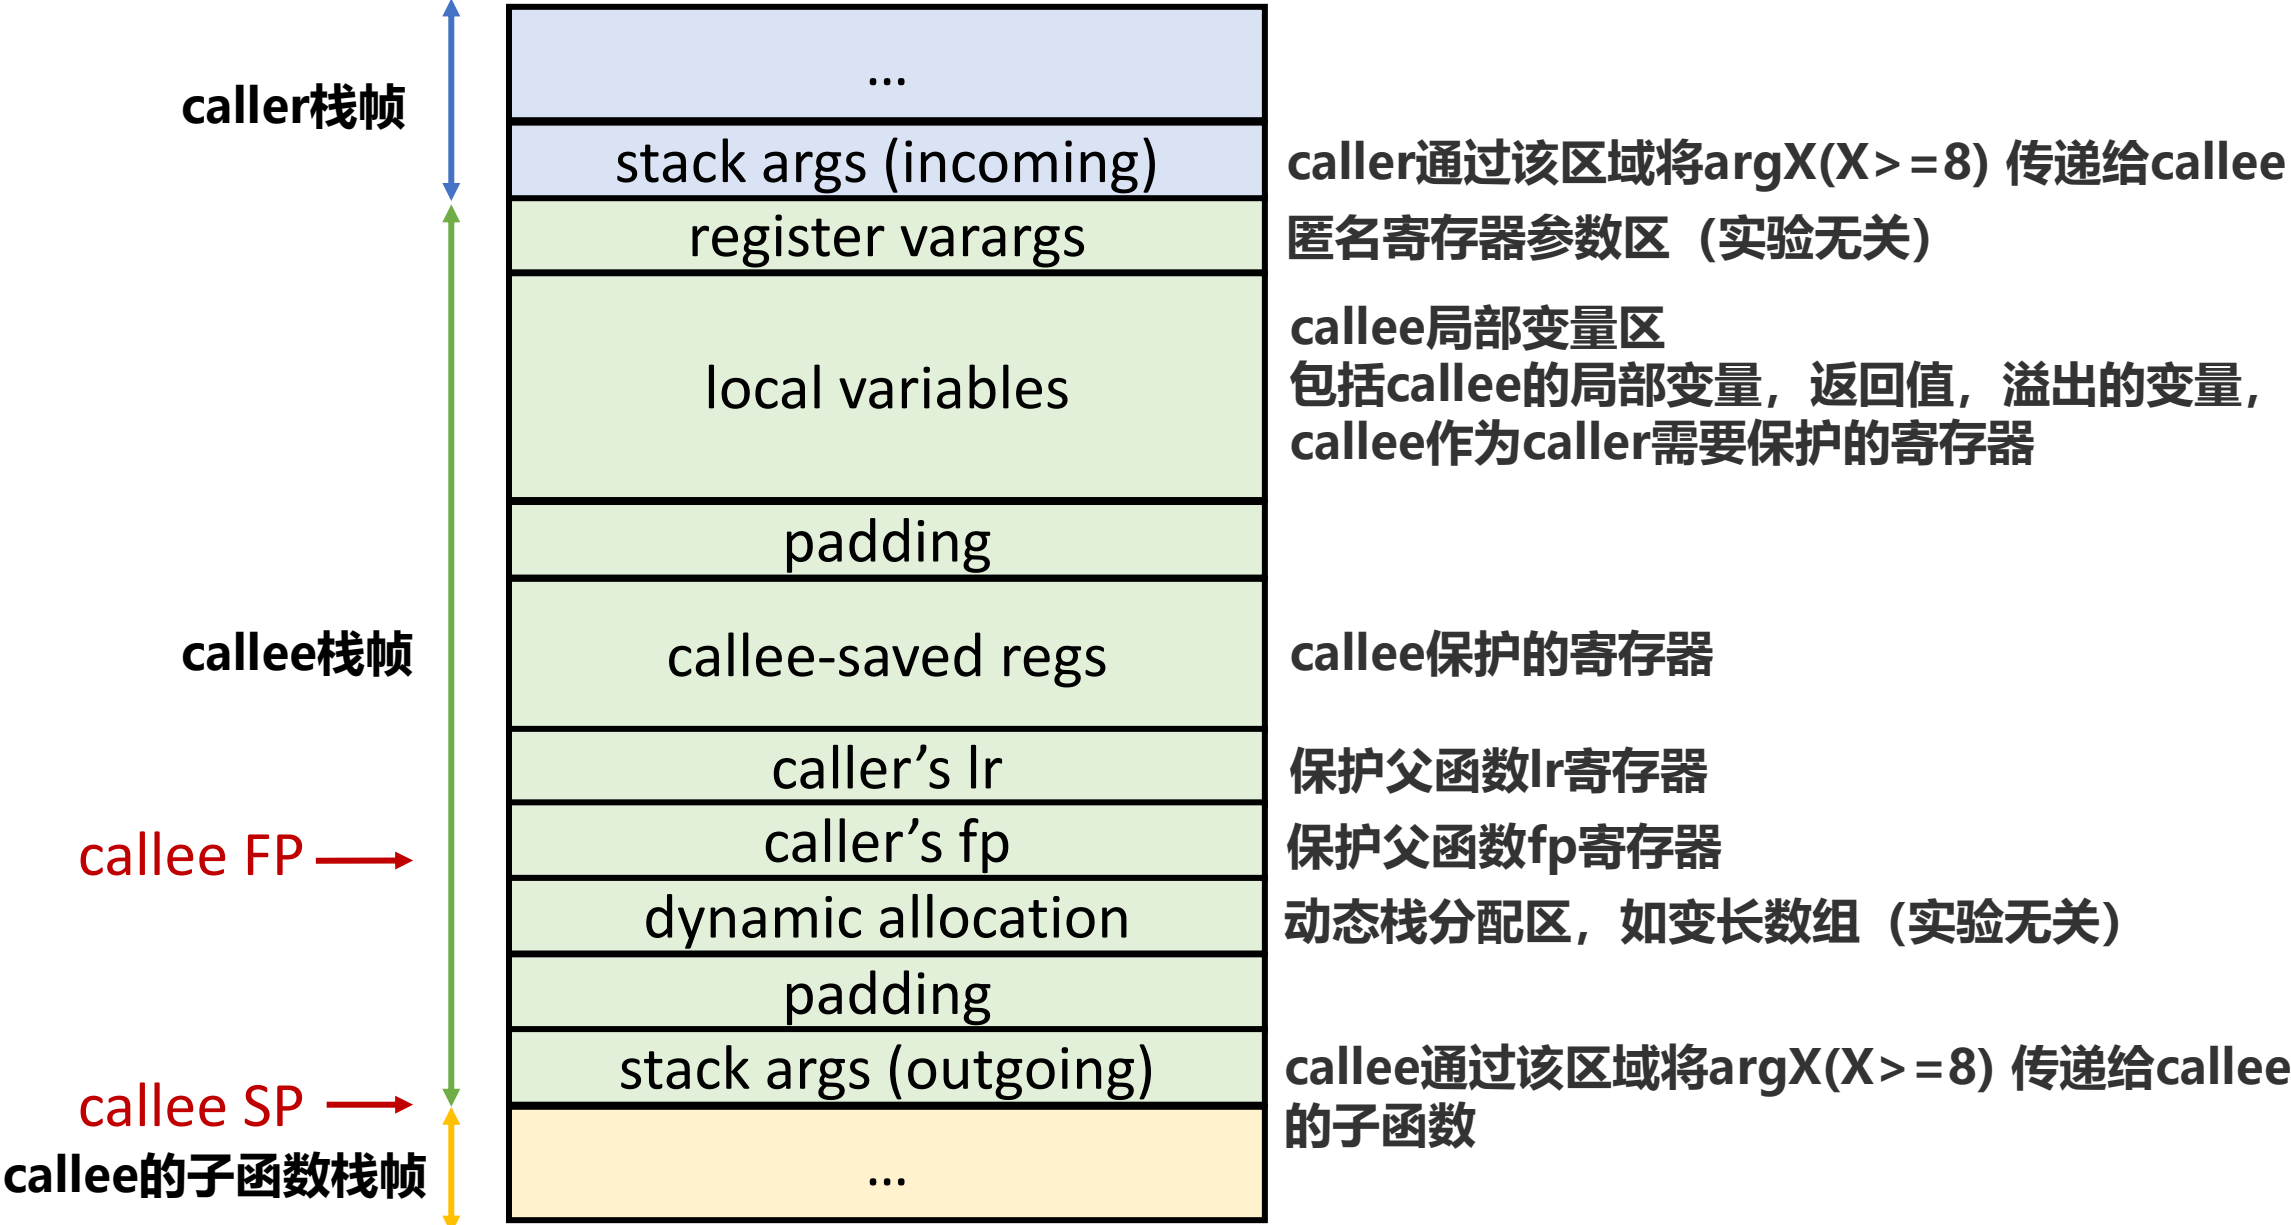 ...
caller栈帧
stack args (incoming)
caller通过该区域将argX(X>=8) 传递给callee
register varargs
匿名寄存器参数区（实验无关）
local variables
callee局部变量区
包括callee的局部变量，返回值，溢出的变量，
callee作为caller需要保护的寄存器
padding
callee栈帧
callee-saved regs
callee保护的寄存器
caller’s lr
保护父函数lr寄存器
callee FP
caller’s fp
保护父函数fp寄存器
dynamic allocation
动态栈分配区，如变长数组（实验无关）
padding
stack args (outgoing)
callee通过该区域将argX(X>=8) 传递给callee
的子函数
callee SP
callee的子函数栈帧
...